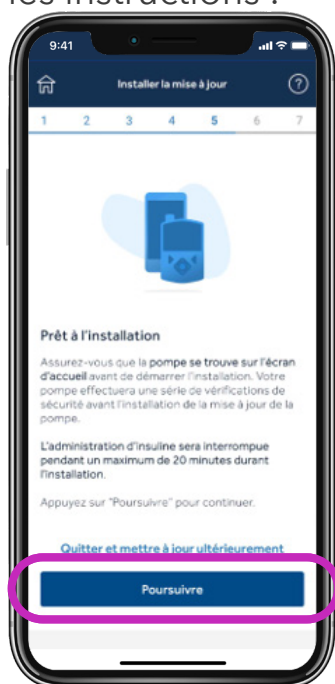 les instructions :
9:41
Installer la mise à jour
?
1 2 3 4 5 6 7
Prêt à l'installation
Assurez-vous que la pompe se trouve sur l'écran
d'accueil avant de démarrer l'installation. Votre
pompe effectuera une série de vérifications de
sécurité avant l'installation de la mise à jour de la
pompe.
L'administration d'insuline sera interrompue
pendant un maximum de 20 minutes durant
l'installation.
Appuyez sur "Poursuivre" pour continuer.
Quitter et mettre à jour ultérieurement
Poursuivre